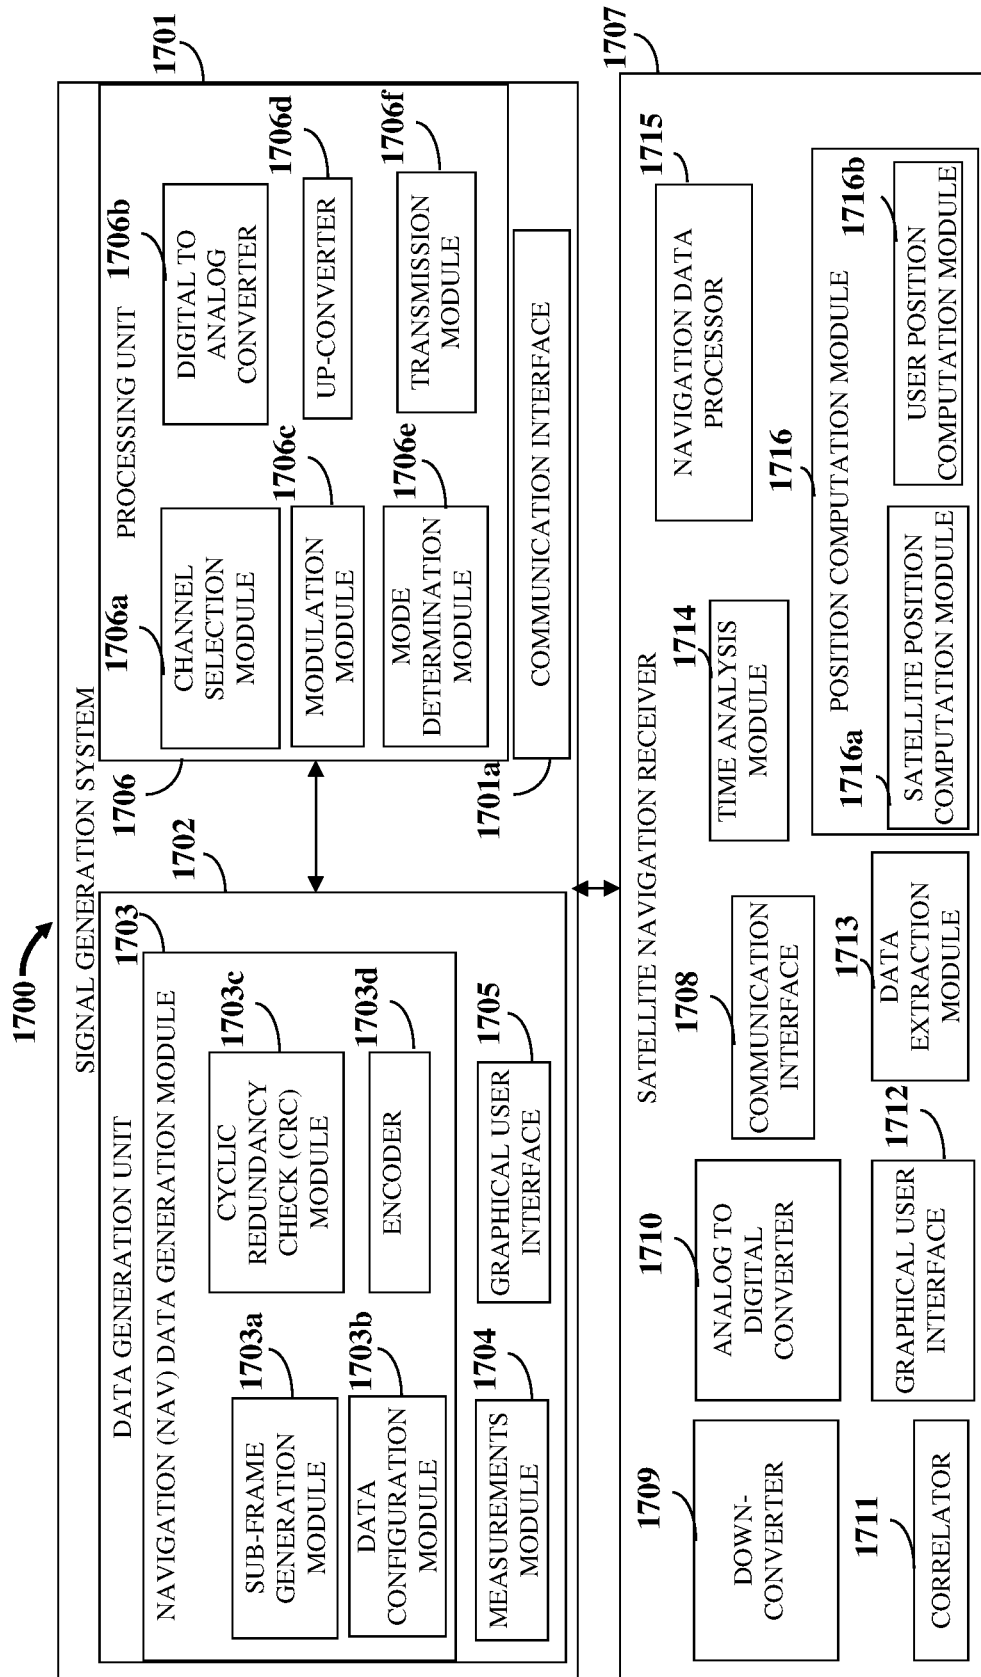 1700
SIGNAL GENERATION SYSTEM
1701
DATA GENERATION UNIT
1702
NAVIGATION (NAV) DATA GENERATION MODULE
1703
SUB-FRAME
GENERATION
MODULE
1703a
CYCLIC
REDUNDANCY
CHECK (CRC)
MODULE
1703c
DATA
CONFIGURATION
MODULE
1703b
ENCODER
1703d
MEASUREMENTS
MODULE
1704
GRAPHICAL USER
INTERFACE
1705
PROCESSING UNIT
1706
CHANNEL
SELECTION
MODULE
1706a
DIGITAL TO
ANALOG
CONVERTER
1706b
MODULATION
MODULE
1706c
UP-CONVERTER
1706d
MODE
DETERMINATION
MODULE
1706e
TRANSMISSION
MODULE
1706f
COMMUNICATION INTERFACE
1701a
SATELLITE NAVIGATION RECEIVER
1707
DOWN-
CONVERTER
1709
ANALOG TO
DIGITAL
CONVERTER
1710
COMMUNICATION
INTERFACE
1708
TIME ANALYSIS
MODULE
1714
NAVIGATION DATA
PROCESSOR
1715
CORRELATOR
1711
GRAPHICAL USER
INTERFACE
1712
DATA
EXTRACTION
MODULE
1713
POSITION COMPUTATION MODULE
1716
SATELLITE POSITION
COMPUTATION MODULE
1716a
USER POSITION
COMPUTATION MODULE
1716b